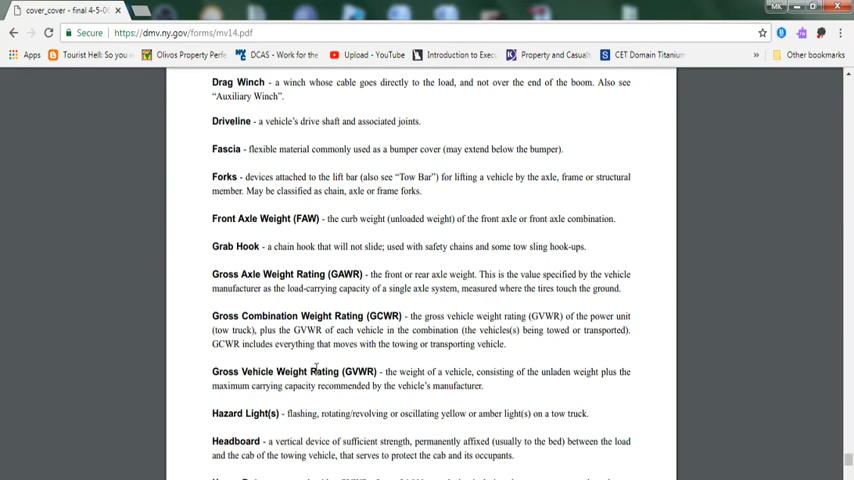 cover_cover - final 4-5-0
MK
Secure
https://dmv.ny.gov/forms/mv14.pdf
Apps
Tourist Hell: So you
Olivos Property Perfe
DCAS - Work for the
Upload - YouTube
Introduction to Exec
Property and Casualt
CET Domain Titanium
»
Other bookmarks
Drag Winch - a winch whose cable goes directly to the load, and not over the end of the boom. Also see
“Auxiliary Winch”.
Driveline - a vehicle’s drive shaft and associated joints.
Fascia - flexible material commonly used as a bumper cover (may extend below the bumper).
Forks - devices attached to the lift bar (also see “Tow Bar”) for lifting a vehicle by the axle, frame or structural
member. May be classified as chain, axle or frame forks.
Front Axle Weight (FAW) - the curb weight (unloaded weight) of the front axle or front axle combination.
Grab Hook - a chain hook that will not slide; used with safety chains and some tow sling hook-ups.
Gross Axle Weight Rating (GAWR) - the front or rear axle weight. This is the value specified by the vehicle
manufacturer as the load-carrying capacity of a single axle system, measured where the tires touch the ground.
Gross Combination Weight Rating (GCWR) - the gross vehicle weight rating (GVWR) of the power unit
(tow truck), plus the GVWR of each vehicle in the combination (the vehicles(s) being towed or transported).
GCWR includes everything that moves with the towing or transporting vehicle.
Gross Vehicle Weight Rating (GVWR) - the weight of a vehicle, consisting of the unladen weight plus the
maximum carrying capacity recommended by the vehicle’s manufacturer.
Hazard Light(s) - flashing, rotating/revolving or oscillating yellow or amber light(s) on a tow truck.
Headboard - a vertical device of sufficient strength, permanently affixed (usually to the bed) between the load
and the cab of the towing vehicle, that serves to protect the cab and its occupants.